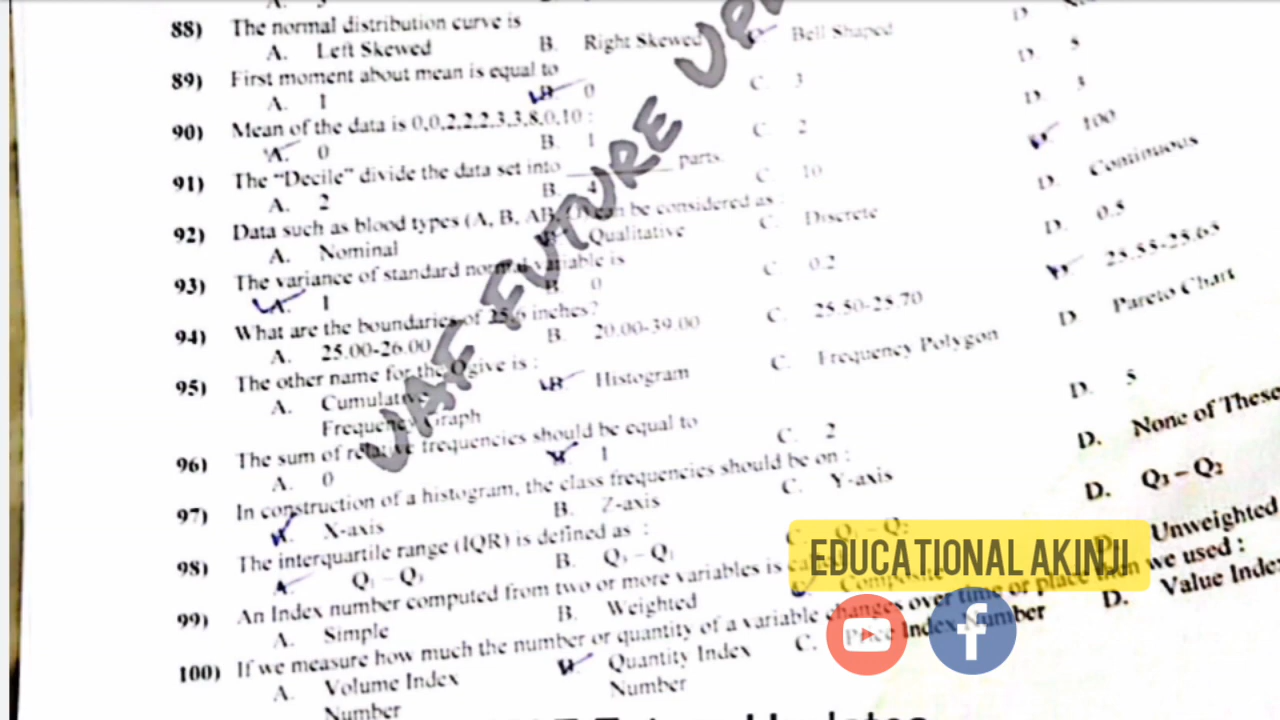 88) The normal distribution curve is
A. Left Skewed B. Right Skewed Bell Shaped D
89) First moment about mean is equal to
A. 1 B. 0 C. 3 D. 5
90) Mean of the data is 0,0,2,2,2,3,3,8,0,10 :
A. 0 B. 1 C. 2 D. 3
91) The “Decile” divide the data set into ________ parts.
A. 2 B. 4 C. 10 D. 100
92) Data such as blood types (A, B, AB, can be considered as :
A. Nominal B. Qualitative C. Discrete D. Continuous
93) The variance of standard normal variable is
A. 1 B. 0 C 0.2 D. 0.5
94) What are the boundaries of 25.6 inches?
A. 25.00-26.00 B. 20.00-39.00 C. 25.50-25.70 D 25.55-25.65
95) The other name for the Ogive is :
A. Cumulative Frequency Graph B Histogram C. Frequency Polygon D Pareto Chart
96) The sum of relative frequencies should be equal to
A. 0 B. 1 C. 2 D. 5
97) In construction of a histogram, the class frequencies should be on :
A. X-axis B. Z-axis C. Y-axis D. None of These
98) The interquartile range (IQR) is defined as :
A. Q₁ – Q₃ B. Q₃ – Q₁ D. Q₃ – Q₂
99) An Index number computed from two or more variables is
A. Simple B. Weighted Composite D. Unweighted
100) If we measure how much the number or quantity of a variable changes over time or place then we used :
A. Volume Index Number B. Quantity Index Number C. Price Index Number D. Value Index
UAF FUTURE
EDUCATIONAL AKINJI